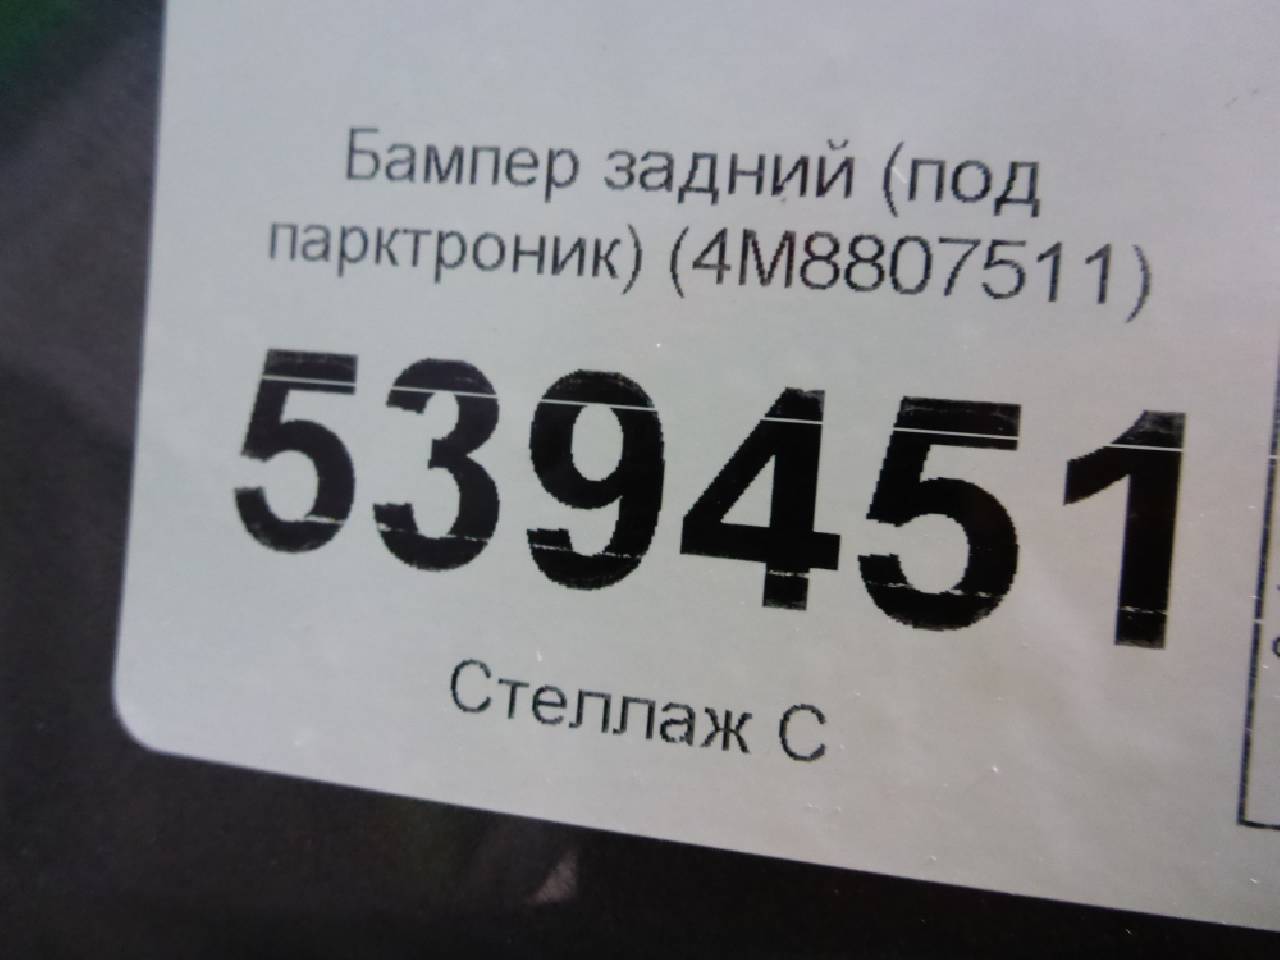 Бампер задний (под
парктроник) (4M8807511)
539451
Стеллаж С